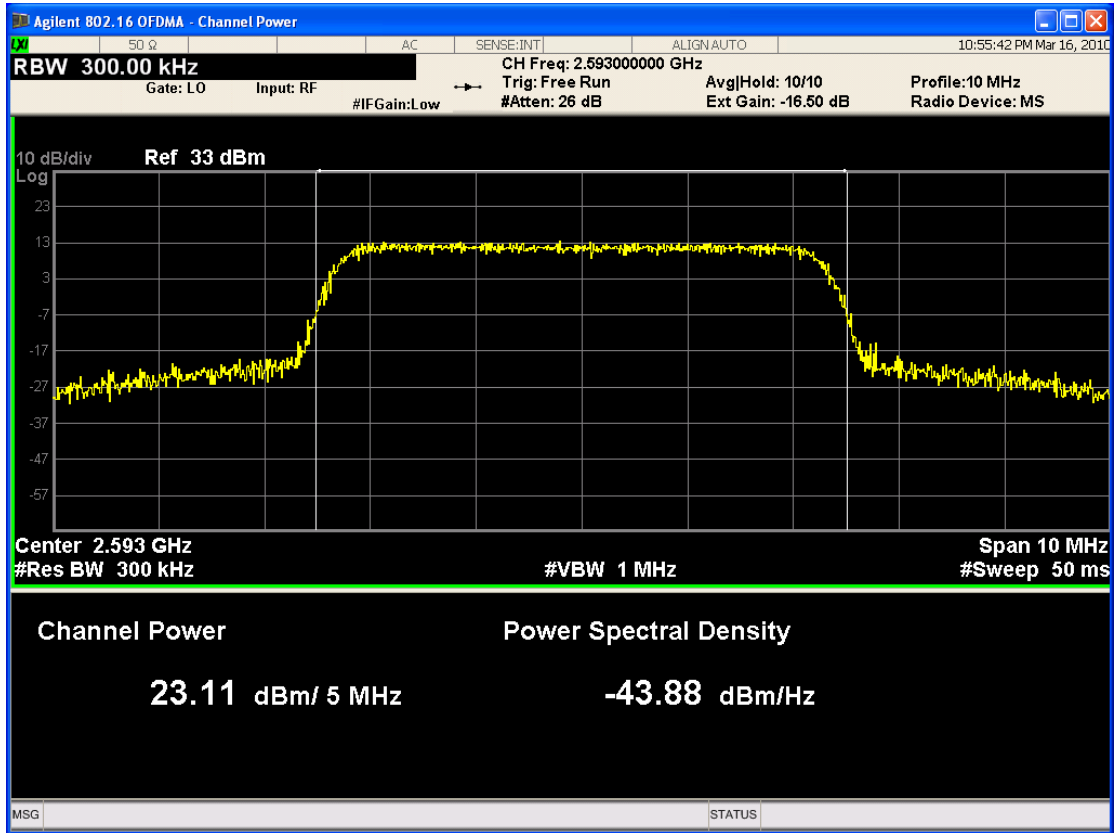 Agilent 802.16 OFDMA - Channel Power
LXI 50 Ω AC SENSE:INT ALIGNAUTO 10:55:42 PM Mar 16, 2010
RBW 300.00 kHz
CH Freq: 2.593000000 GHz
Gate: LO Input: RF Trig: Free Run Avg|Hold: 10/10 Profile:10 MHz
#IFGain:Low #Atten: 26 dB Ext Gain: -16.50 dB Radio Device: MS
10 dB/div Ref 33 dBm
Log
23
13
3
-7
-17
-27
-37
-47
-57
Center 2.593 GHz Span 10 MHz
#Res BW 300 kHz #VBW 1 MHz #Sweep 50 ms
Channel Power Power Spectral Density
23.11 dBm/ 5 MHz -43.88 dBm/Hz
MSG STATUS